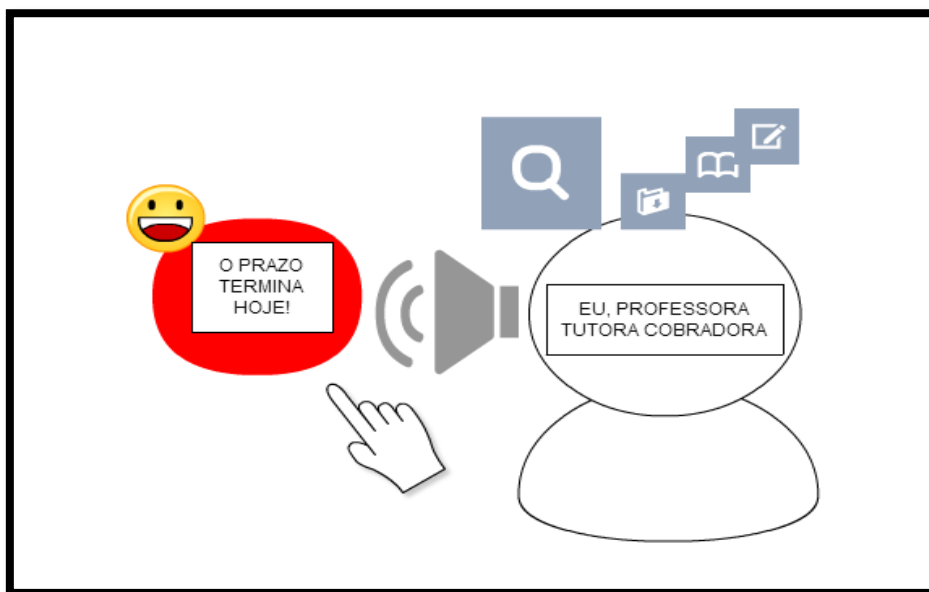 O PRAZO
TERMINA
HOJE!
EU, PROFESSORA
TUTORA COBRADORA